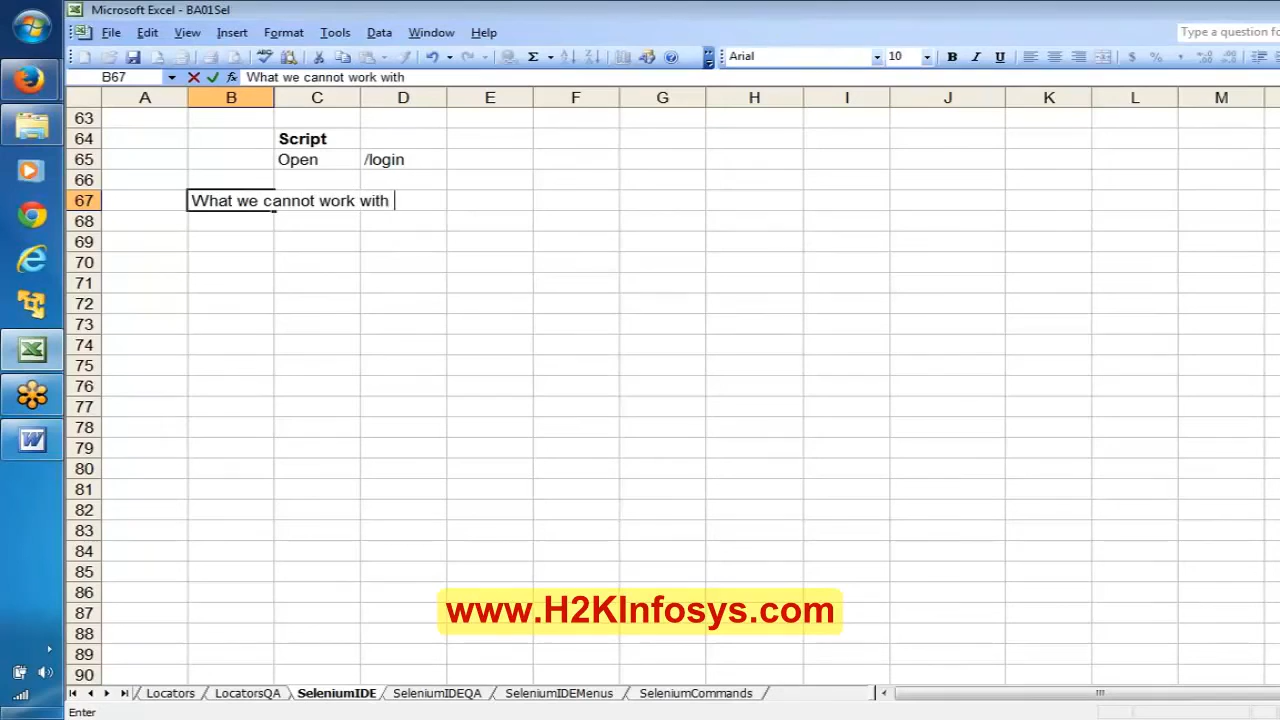 Microsoft Excel - BA01Sel
File Edit View Insert Format Tools Data Window Help
Type a question fo
Arial 10 B I U
B67 fx What we cannot work with
A B C D E F G H I J K L M
63
64 Script
65 Open /login
66
67 What we cannot work with
68
69
70
71
72
73
74
75
76
77
78
79
80
81
82
83
84
85
86
87
www.H2KInfosys.com
88
89
90
Locators LocatorsQA SeleniumIDE SeleniumIDEQA SeleniumIDEMenus SeleniumCommands
Enter